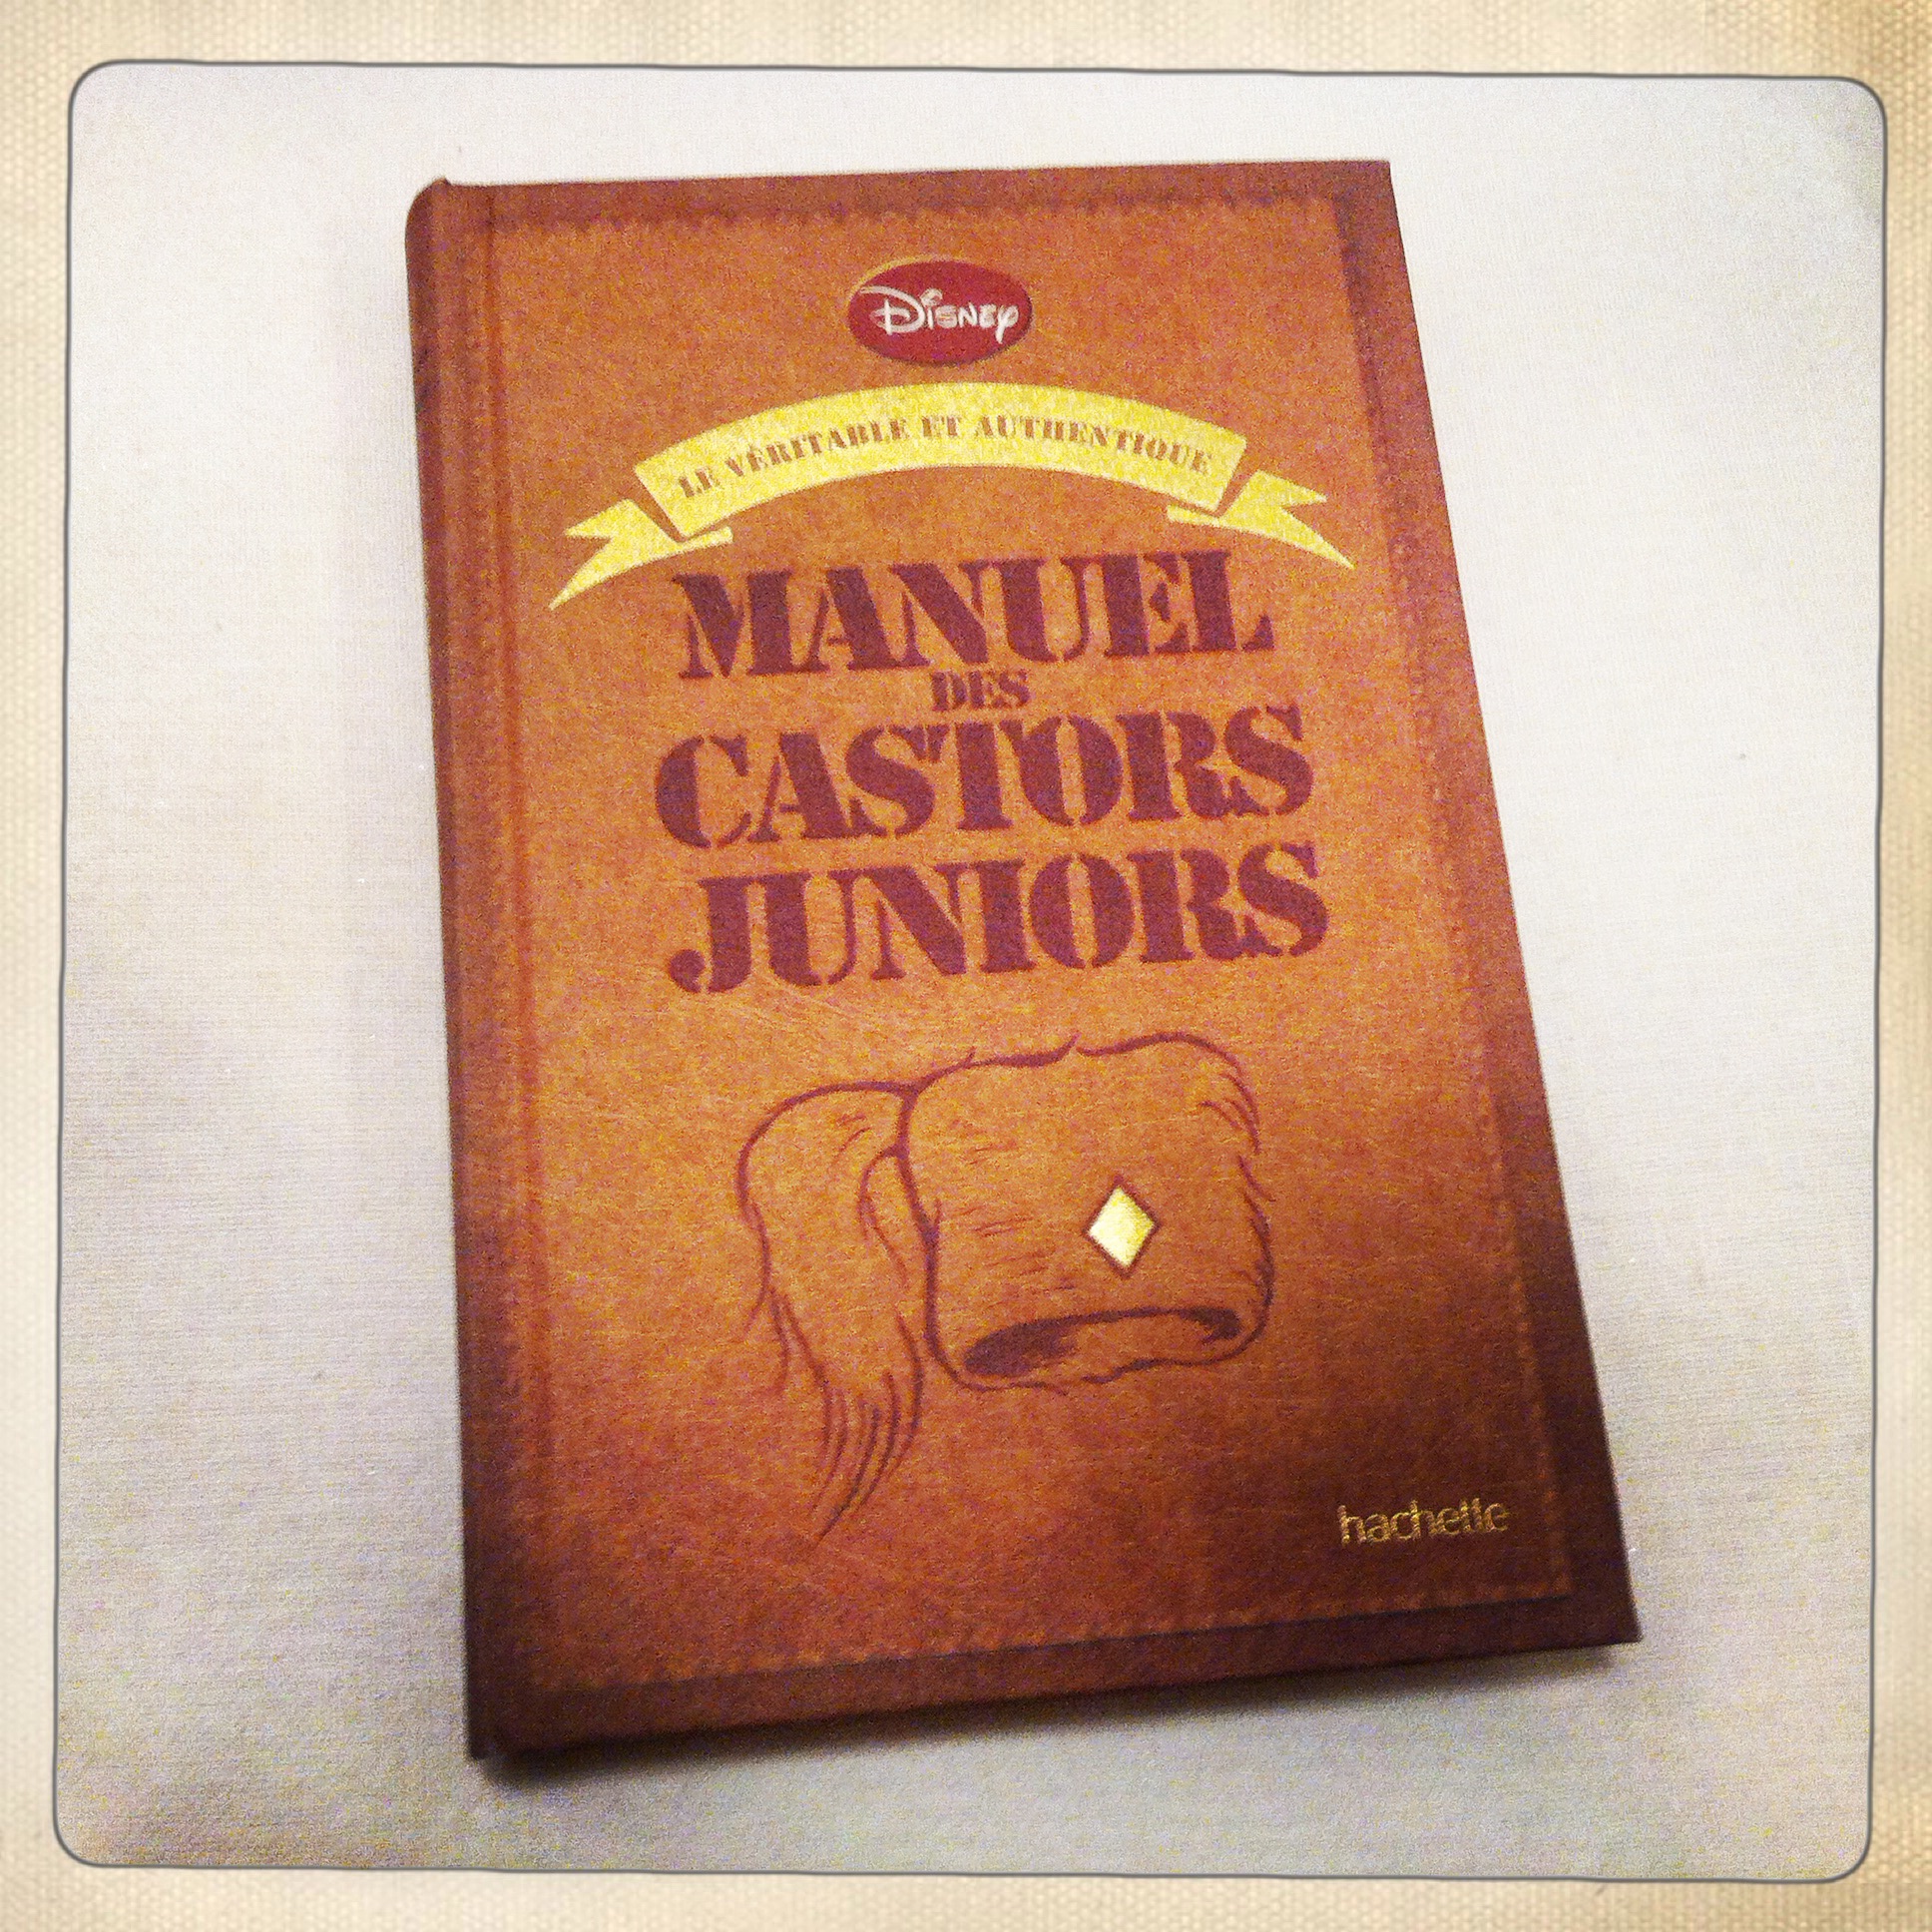 Disney
LE VÉRITABLE ET AUTHENTIQUE
MANUEL
DES
CASTORS
JUNIORS
hachette